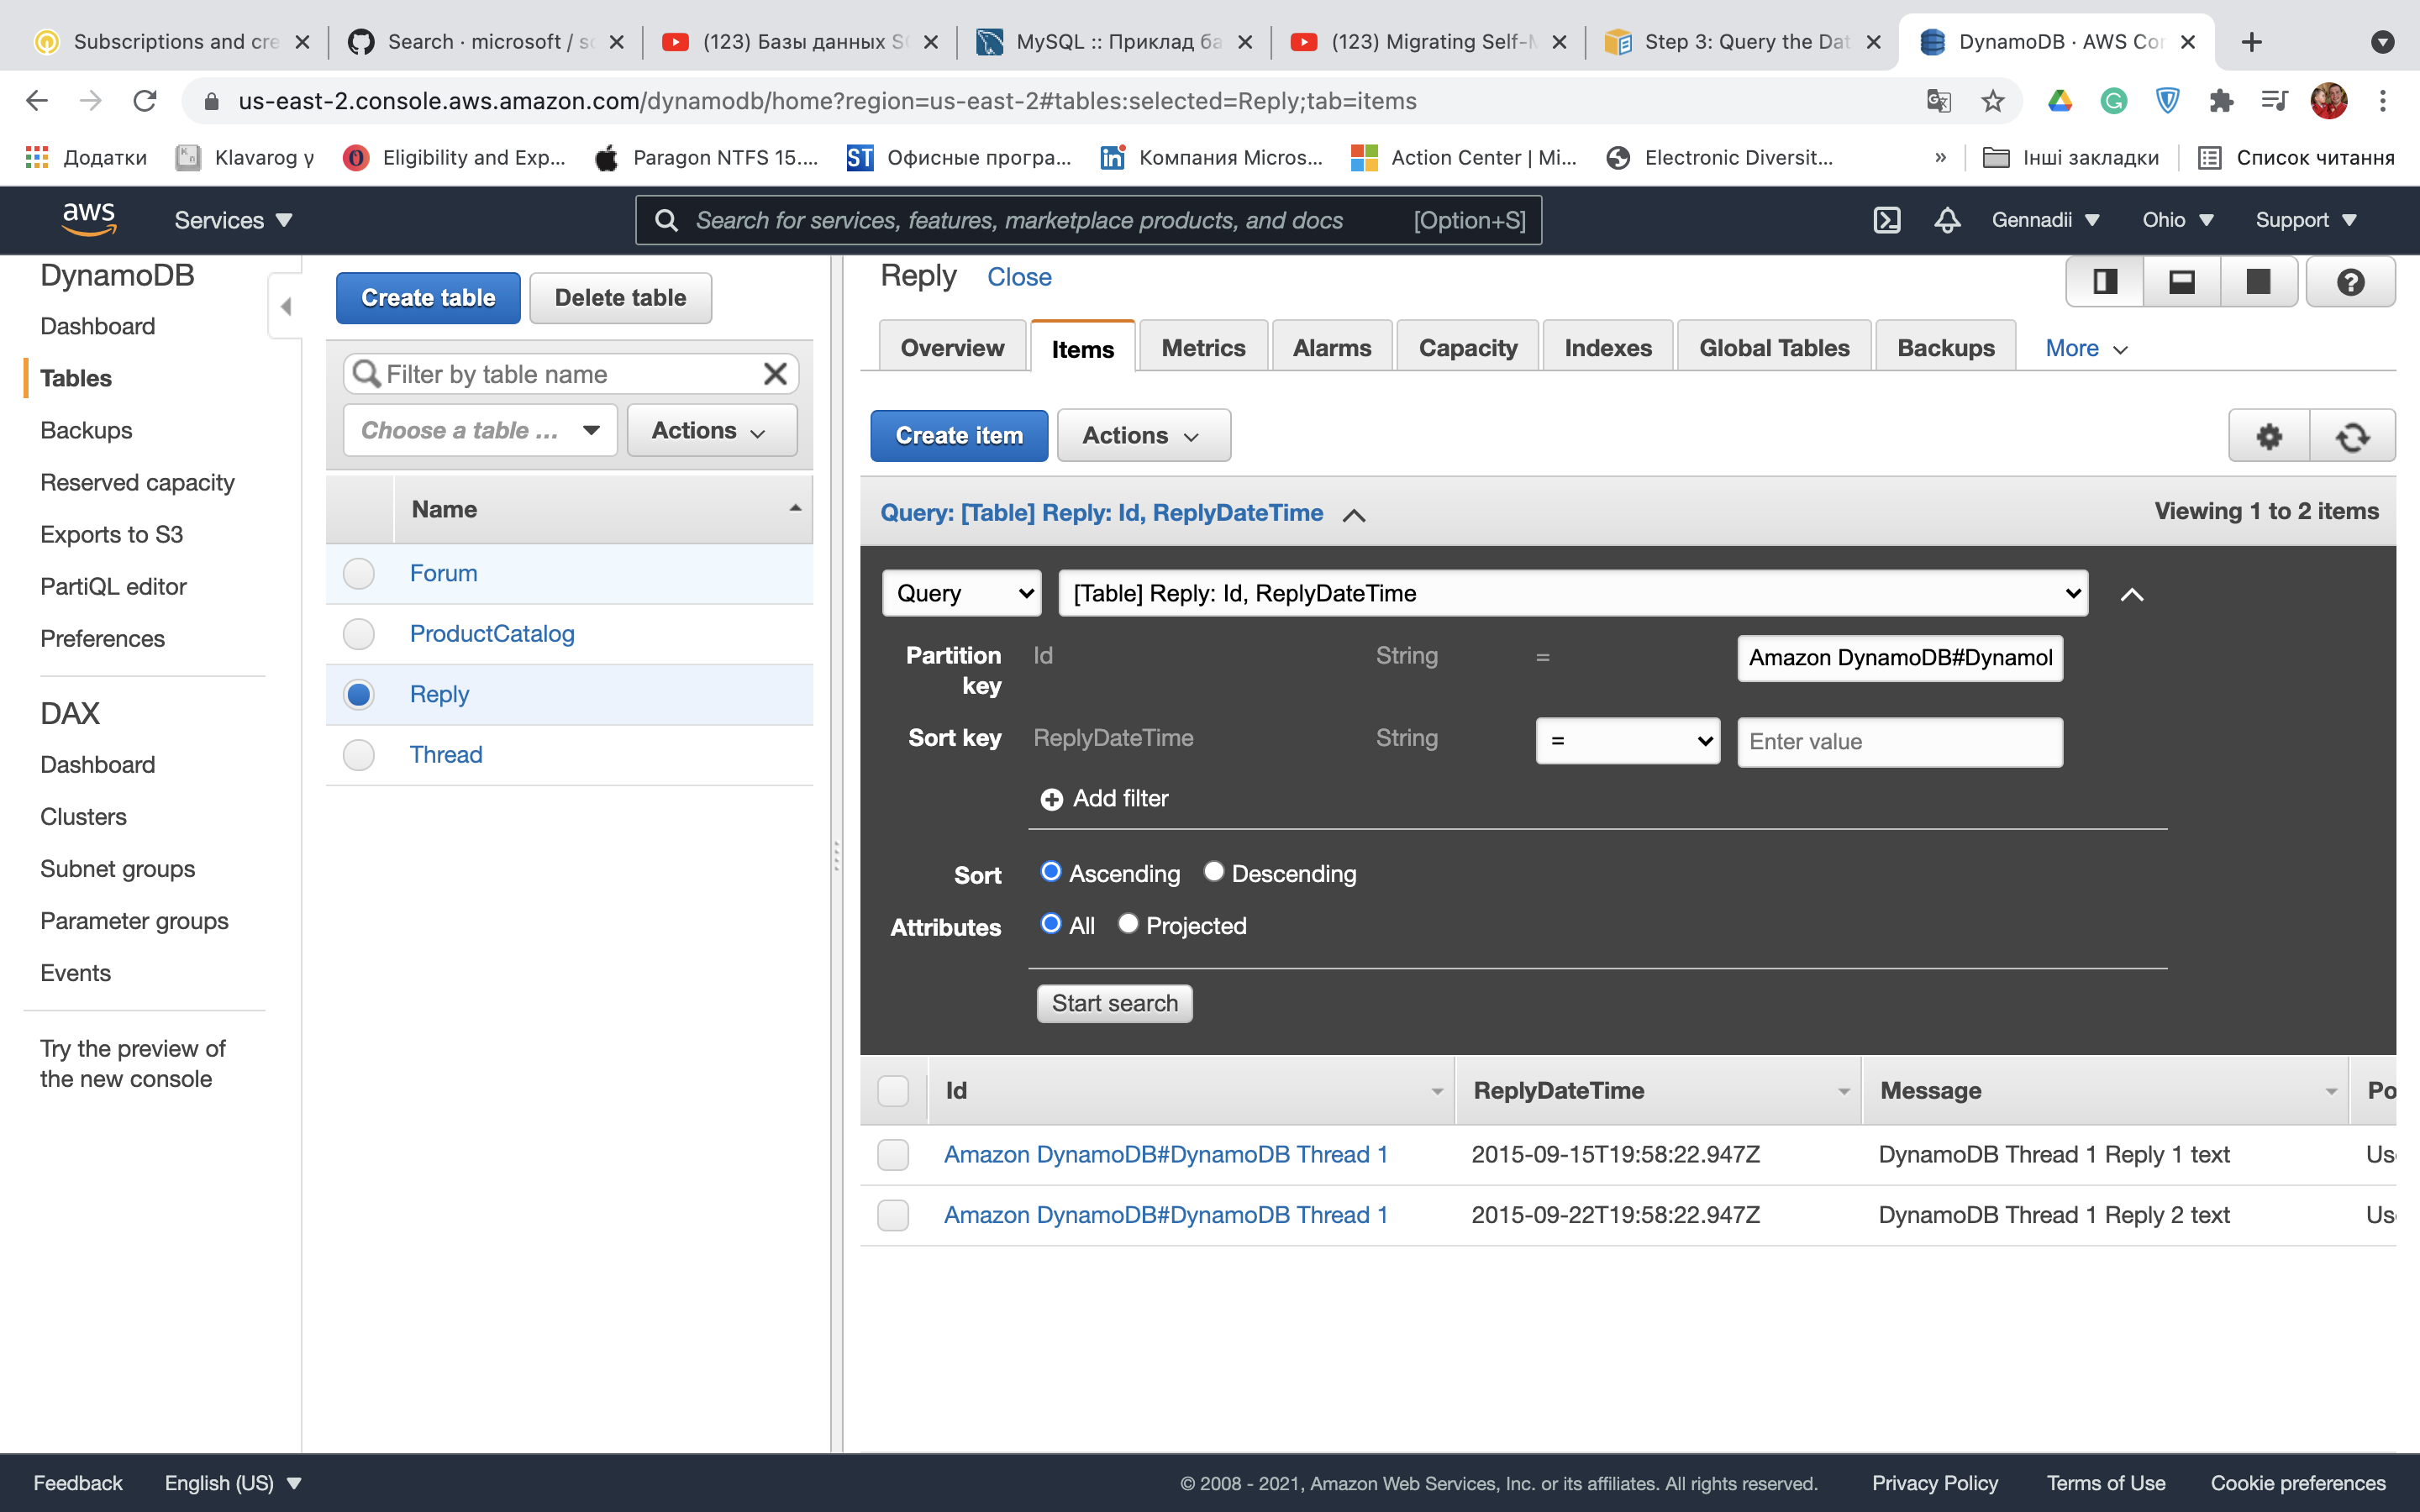 Subscriptions and cre
Search · microsoft / s
(123) Базы данных S
MySQL :: Приклад ба
(123) Migrating Self-M
Step 3: Query the Dat
DynamoDB · AWS Con
us-east-2.console.aws.amazon.com/dynamodb/home?region=us-east-2#tables:selected=Reply;tab=items
Додатки
Klavarog у
Eligibility and Exp...
Paragon NTFS 15....
ST Офисные програ...
Компания Micros...
Action Center | Mi...
Electronic Diversit...
»
Інші закладки
Список читання
aws
Services
Search for services, features, marketplace products, and docs [Option+S]
Gennadii
Ohio
Support
DynamoDB
Dashboard
Tables
Backups
Reserved capacity
Exports to S3
PartiQL editor
Preferences
DAX
Dashboard
Clusters
Subnet groups
Parameter groups
Events
Try the preview of
the new console
Create table Delete table
Filter by table name
Choose a table ... Actions
Name
Forum
ProductCatalog
Reply
Thread
Reply Close
Overview Items Metrics Alarms Capacity Indexes Global Tables Backups More
Create item Actions
Query: [Table] Reply: Id, ReplyDateTime Viewing 1 to 2 items
Query [Table] Reply: Id, ReplyDateTime
Partition key Id String = Amazon DynamoDB#Dynamol
Sort key ReplyDateTime String = Enter value
Add filter
Sort Ascending Descending
Attributes All Projected
Start search
Id ReplyDateTime Message Po
Amazon DynamoDB#DynamoDB Thread 1 2015-09-15T19:58:22.947Z DynamoDB Thread 1 Reply 1 text Us
Amazon DynamoDB#DynamoDB Thread 1 2015-09-22T19:58:22.947Z DynamoDB Thread 1 Reply 2 text Us
Feedback English (US) © 2008 - 2021, Amazon Web Services, Inc. or its affiliates. All rights reserved. Privacy Policy Terms of Use Cookie preferences